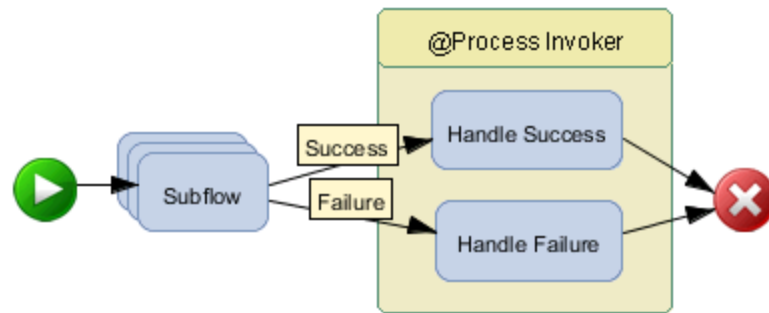 @Process Invoker
Success
Handle Success
Subflow
Failure
Handle Failure